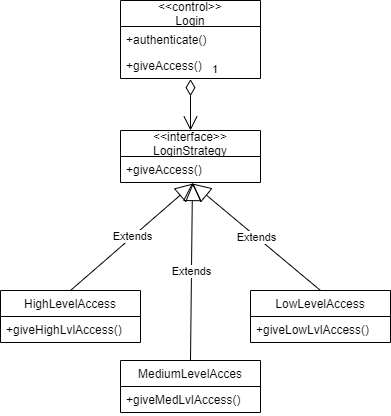 <<control>>
Login
+authenticate()
+giveAccess()
1
<<interface>>
LoginStrategy
+giveAccess()
Extends
Extends
Extends
HighLevelAccess
+giveHighLvlAccess()
LowLevelAccess
+giveLowLvlAccess()
MediumLevelAcces
+giveMedLvlAccess()